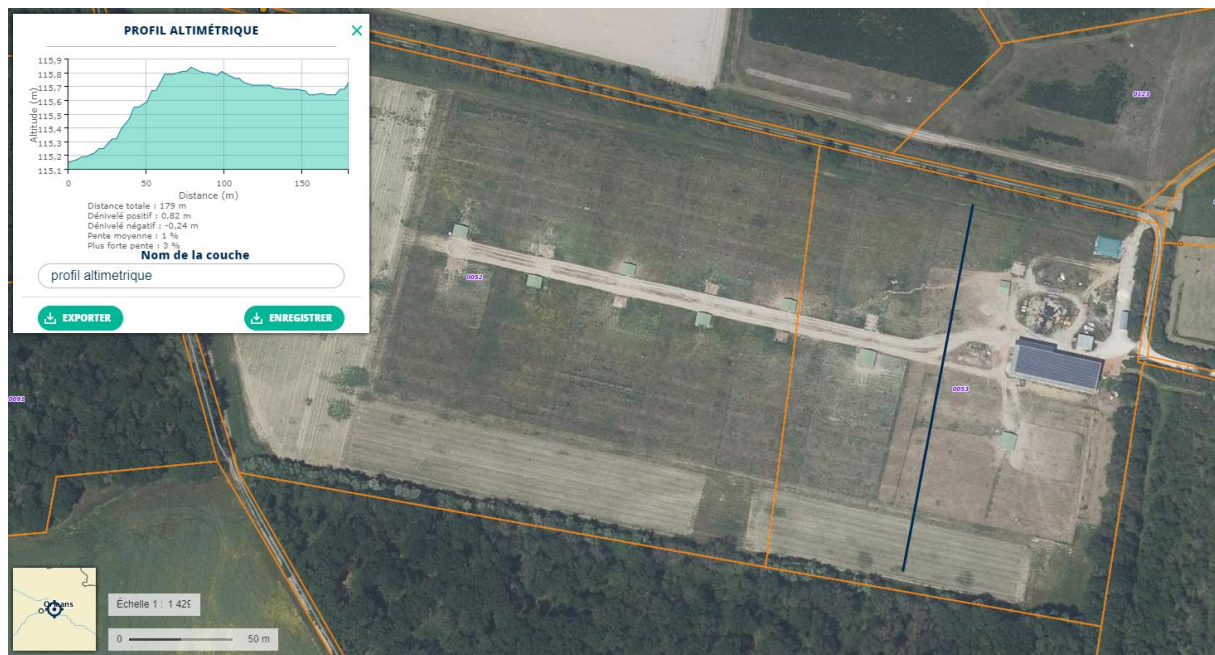 PROFIL ALTIMÉTRIQUE
115,9
115,8
115,7
115,6
115,5
115,4
115,3
115,2
115,1
Altitude (m)
0 50 100 150
Distance (m)
Distance totale : 179 m
Dénivelé positif : 0,82 m
Dénivelé négatif : -0,24 m
Pente moyenne : 1 %
Plus forte pente : 3 %
Nom de la couche
profil altimetrique
EXPORTER
ENREGISTRER
0123
0052
0053
0091
Orléans
Échelle 1 : 1 429
0 50 m